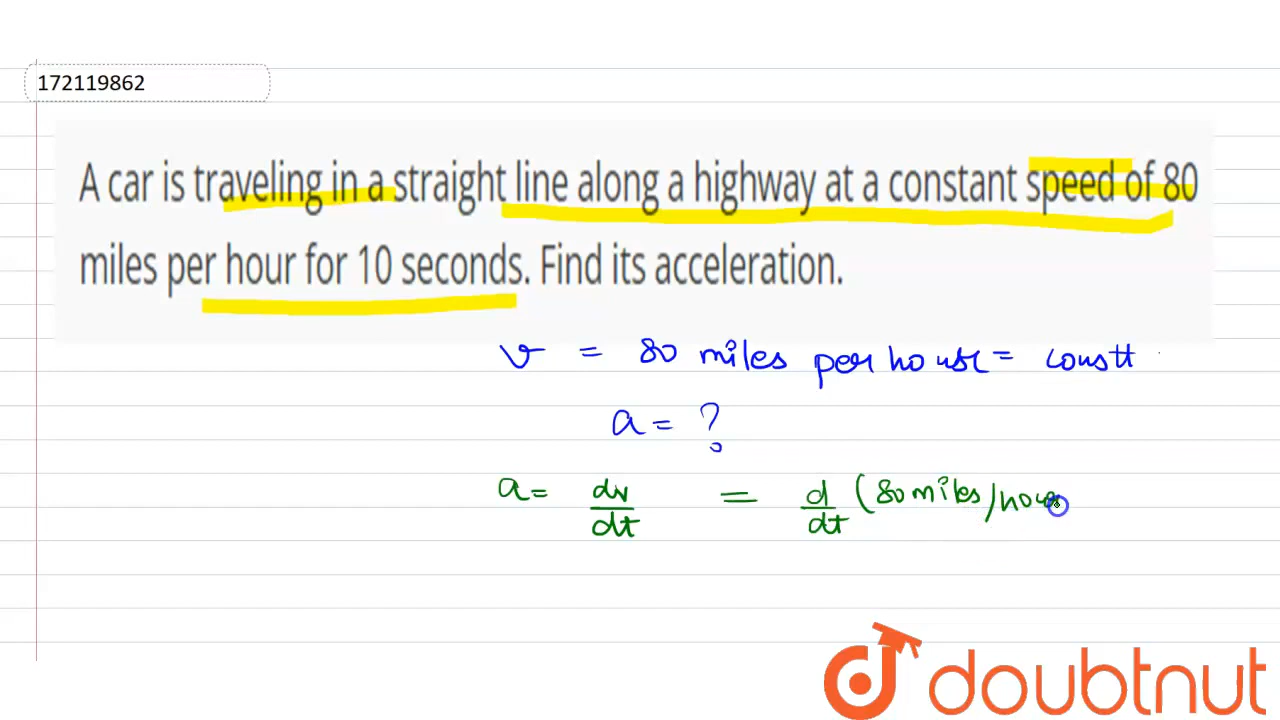 172119862
A car is traveling in a straight line along a highway at a constant speed of 80
miles per hour for 10 seconds. Find its acceleration.
v = 80 miles per hour = constt
a = ?
a = dv/dt = d/dt (80 miles/hour
doubtnut